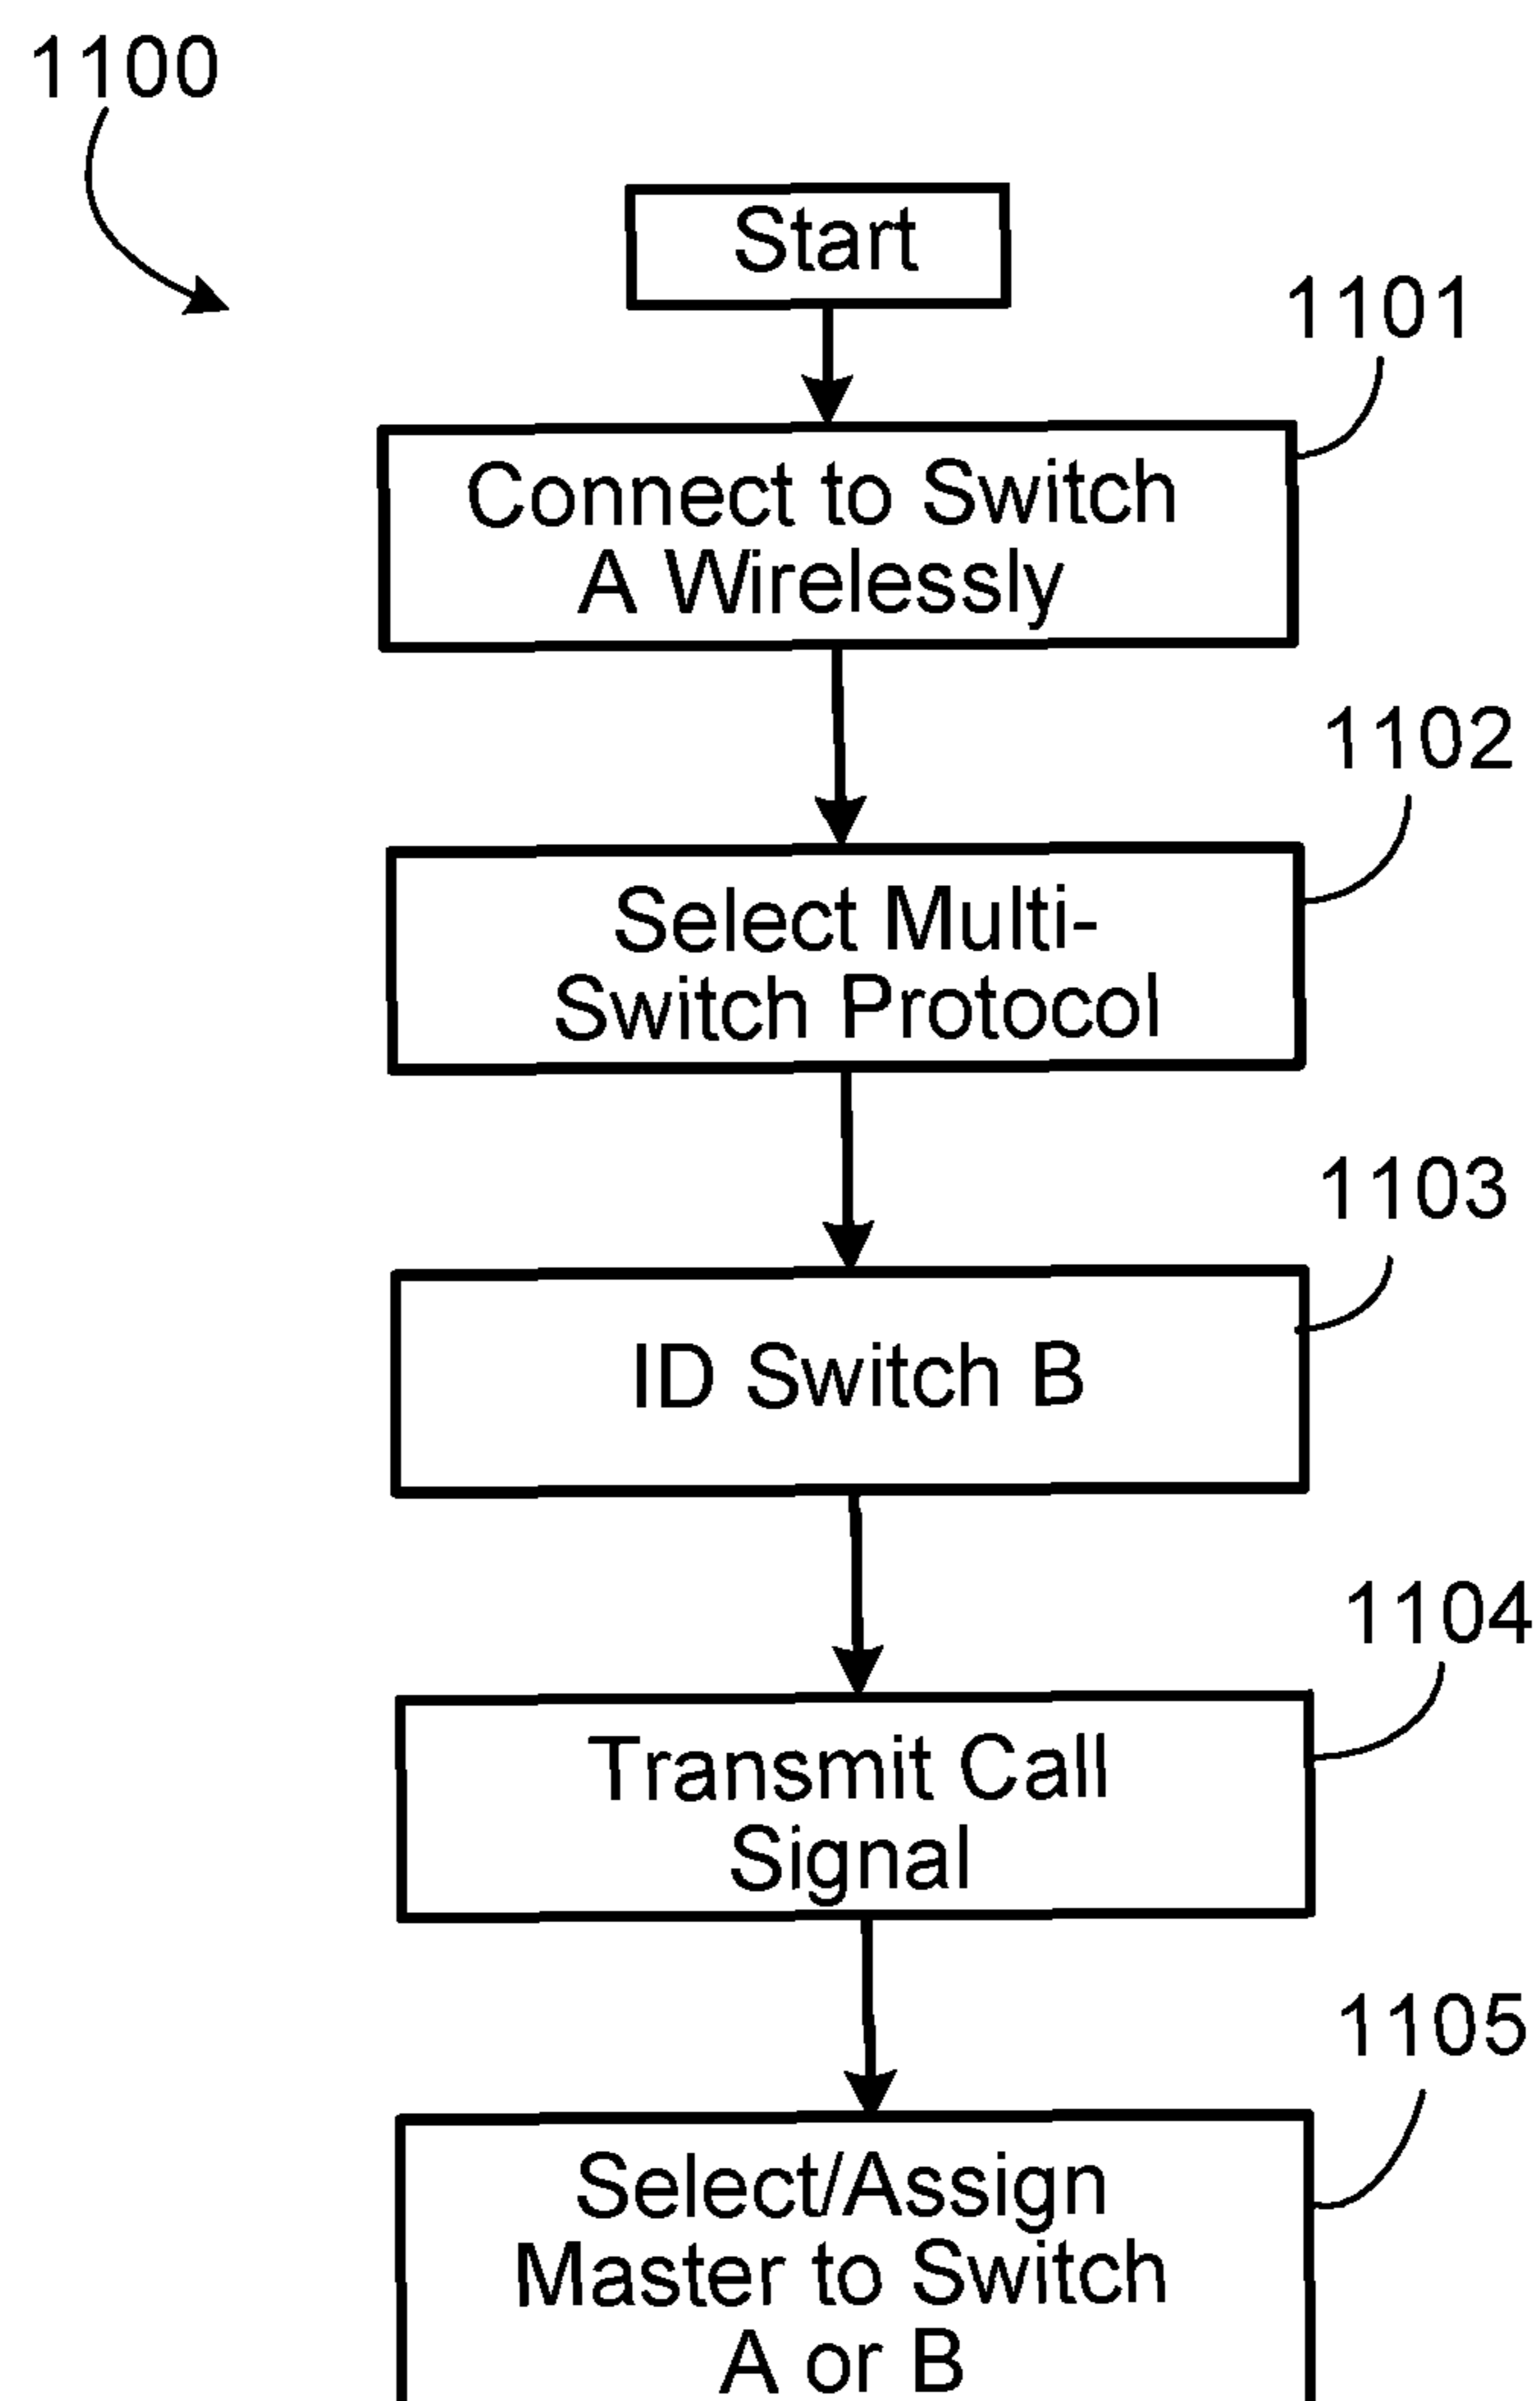 1100
Start
1101
Connect to Switch
A Wirelessly
1102
Select Multi-
Switch Protocol
1103
ID Switch B
1104
Transmit Call
Signal
1105
Select/Assign
Master to Switch
A or B